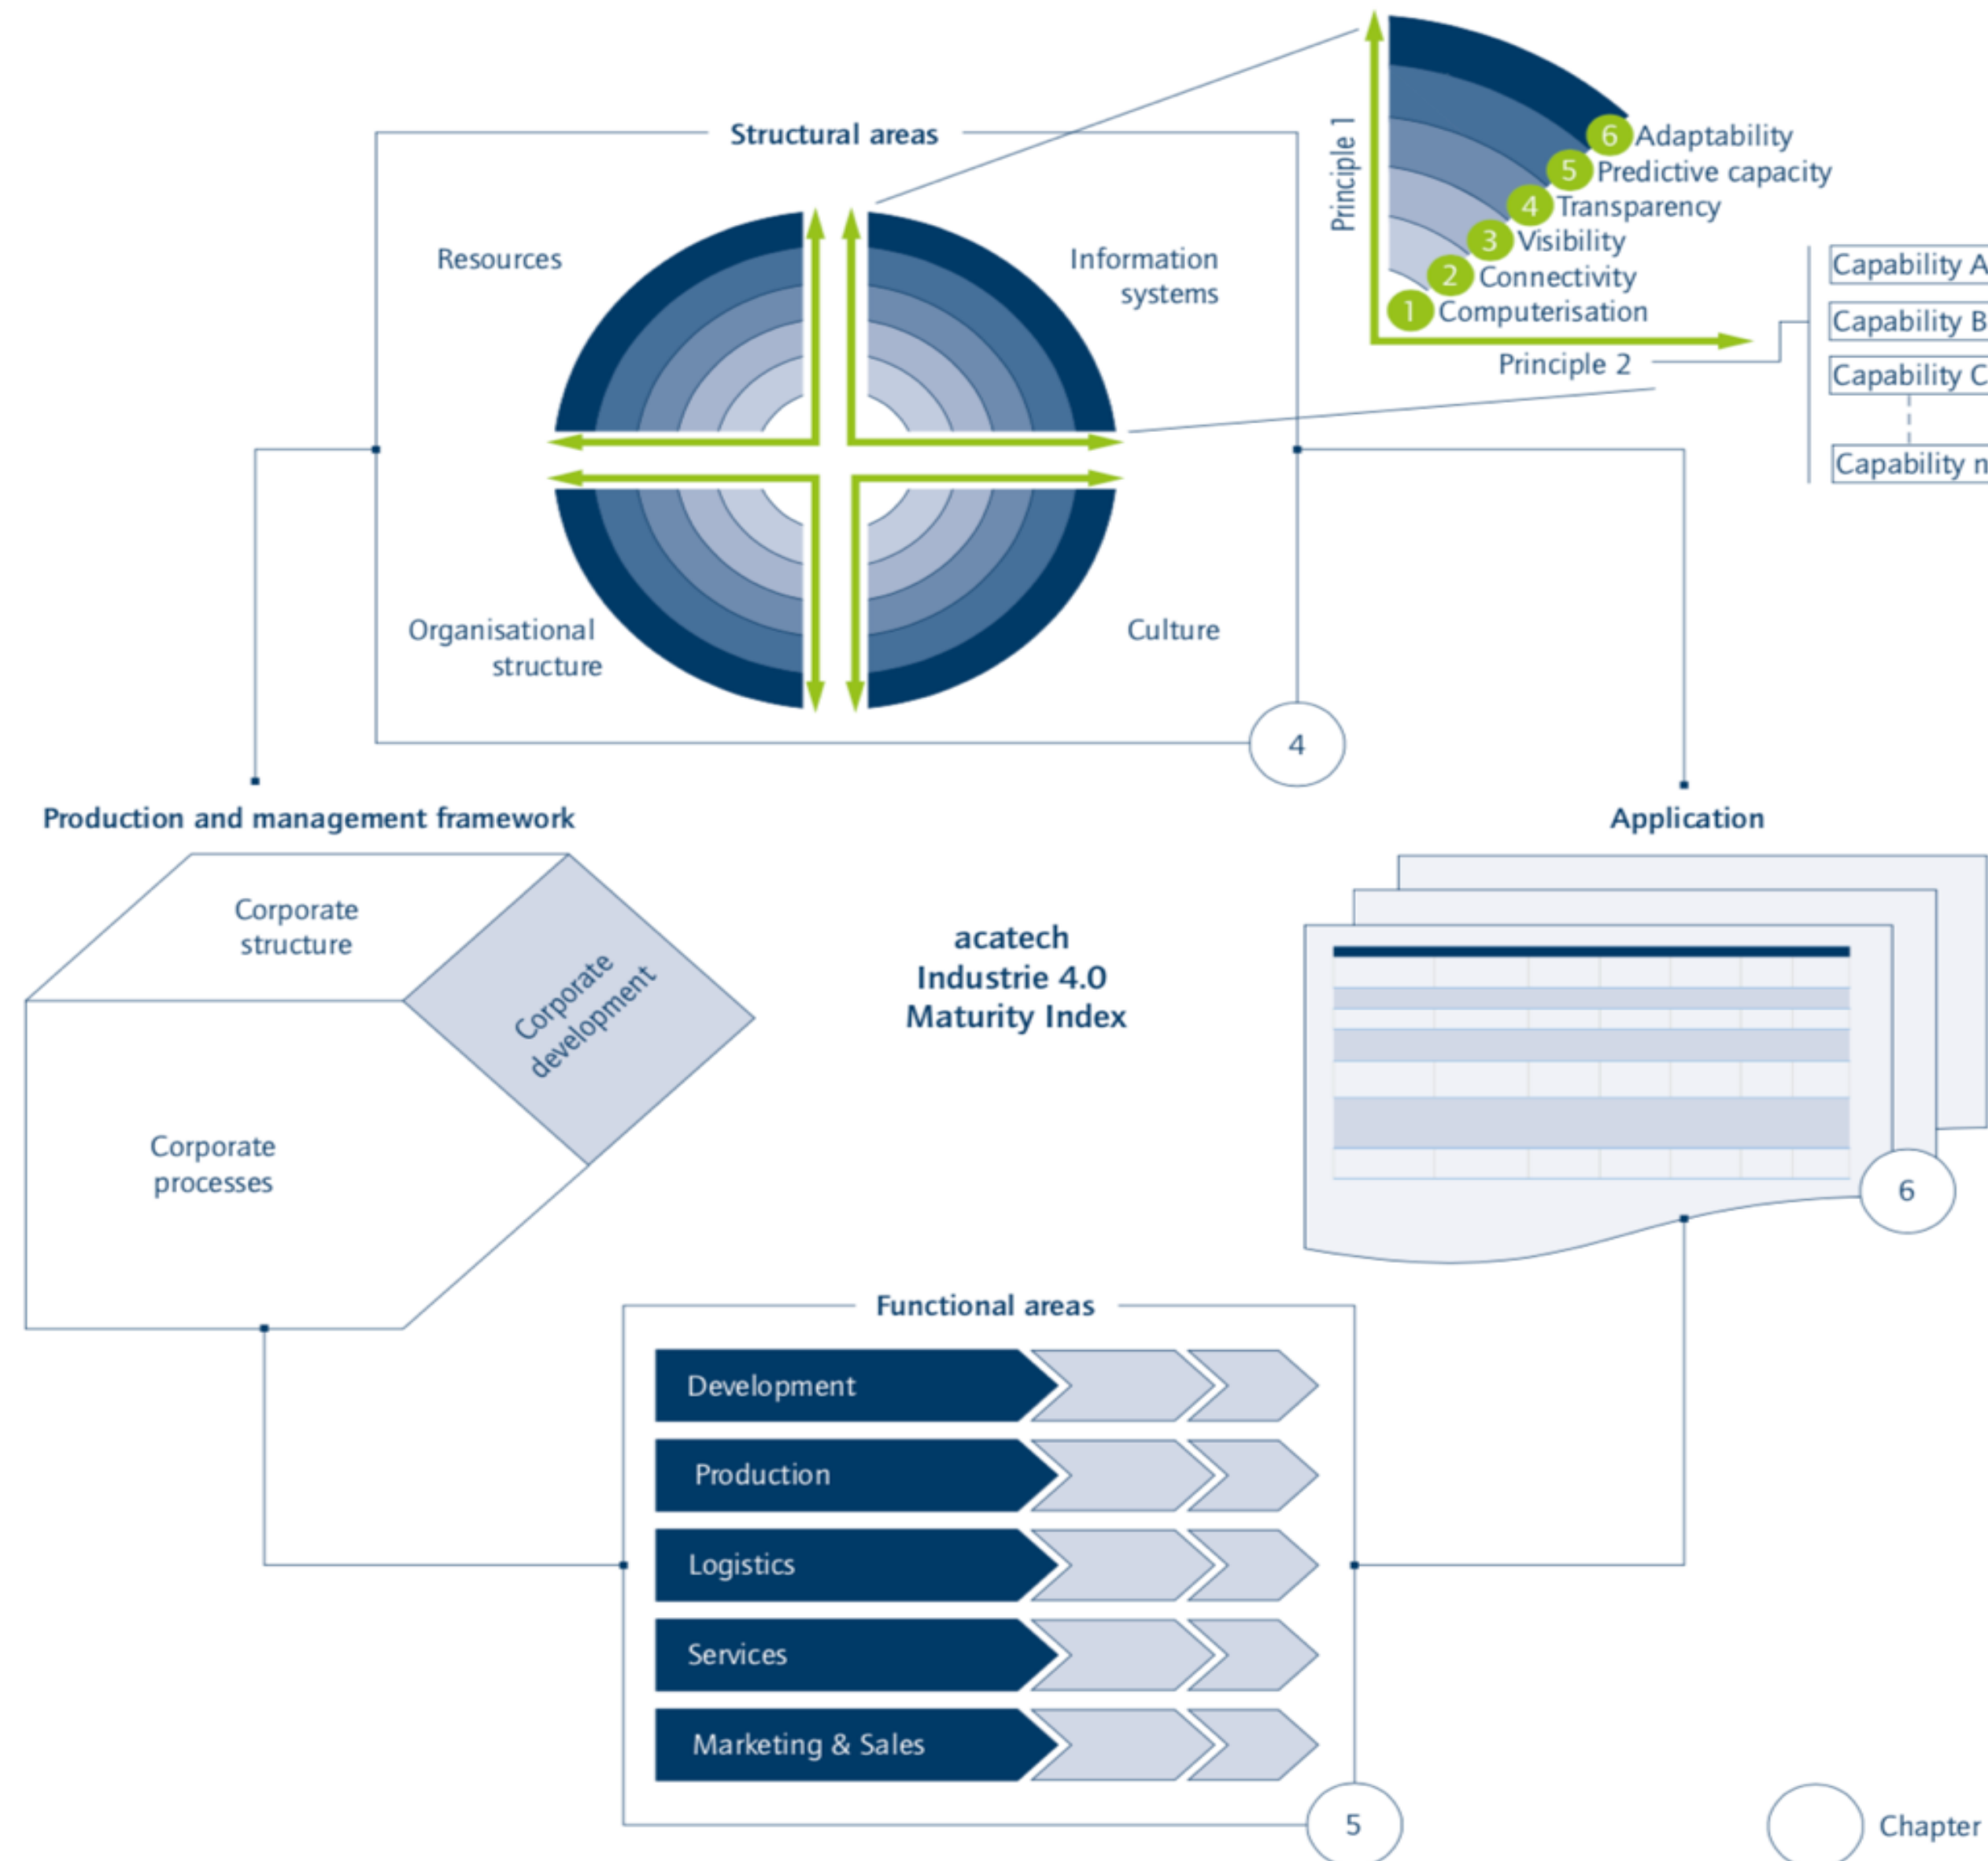 Principle 1
6 Adaptability
5 Predictive capacity
4 Transparency
3 Visibility
2 Connectivity
1 Computerisation
Principle 2
Capability A
Capability B
Capability C
Capability n
Structural areas
Resources
Information
systems
Organisational
structure
Culture
4
Production and management framework
Corporate
structure
Corporate
development
Corporate
processes
acatech
Industrie 4.0
Maturity Index
Application
6
Functional areas
Development
Production
Logistics
Services
Marketing & Sales
5
Chapter